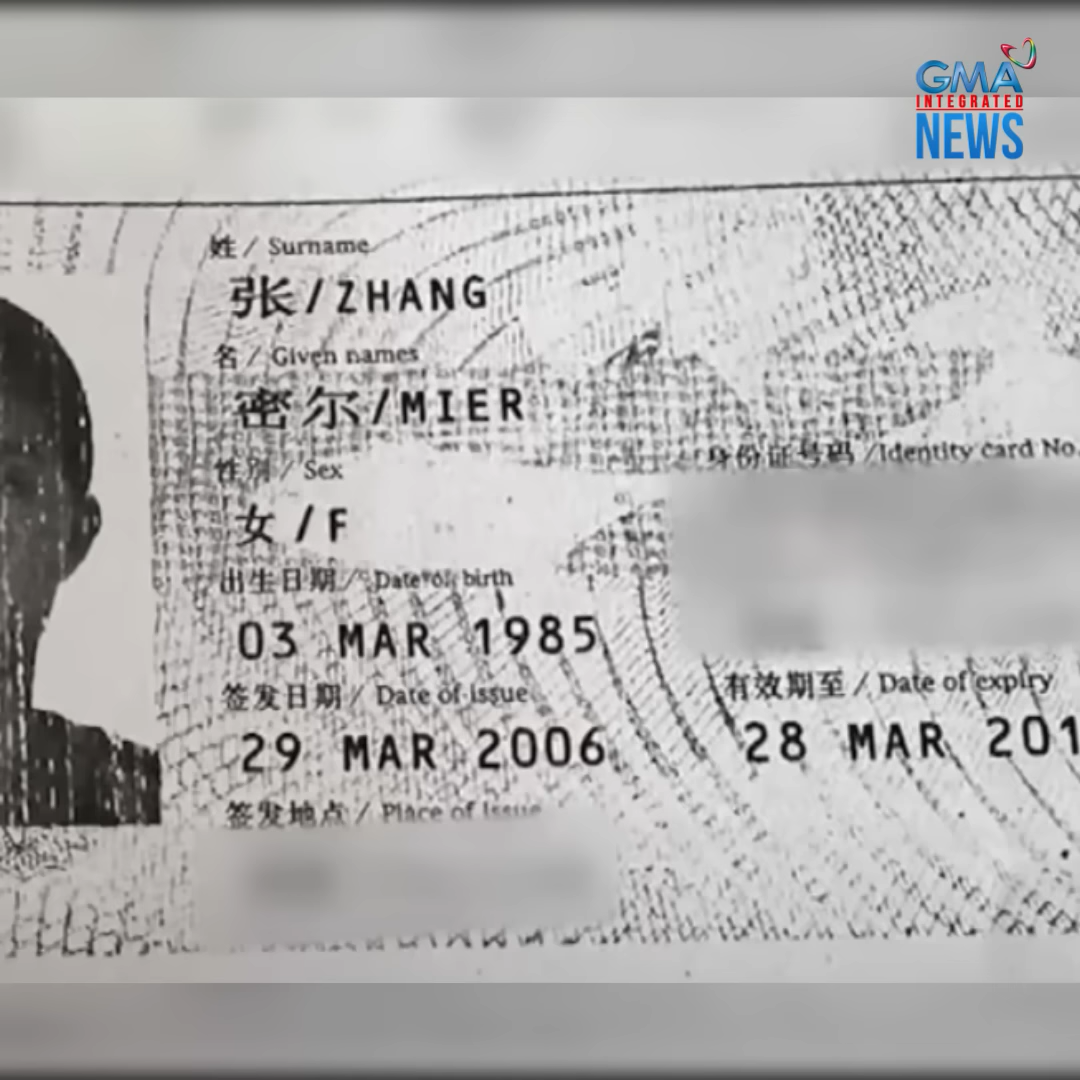 GMA
INTEGRATED
NEWS
姓 / Surname
张/ZHANG
名 / Given names
密尔/MIER
性别 / Sex
身份证号码 /Identity card No.
女 / F
出生日期 / Date of birth
03 MAR 1985
签发日期 / Date of issue
有效期至 / Date of expiry
29 MAR 2006
28 MAR 201
签发地点 / Place of issue